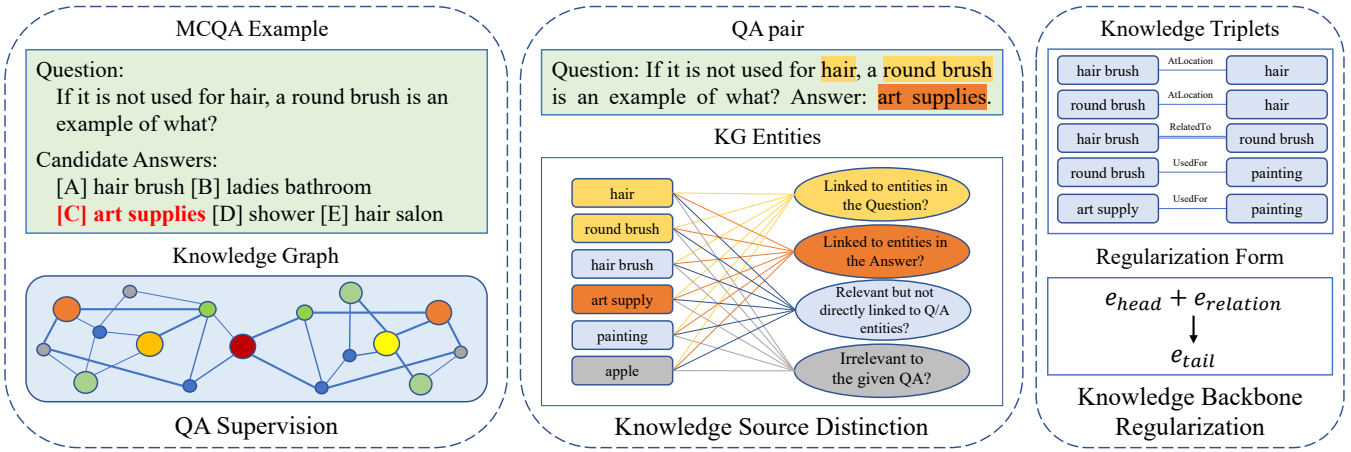 MCQA Example
Question:
If it is not used for hair, a round brush is an
example of what?
Candidate Answers:
[A] hair brush [B] ladies bathroom
[C] art supplies [D] shower [E] hair salon
Knowledge Graph
QA Supervision
QA pair
Question: If it is not used for hair, a round brush
is an example of what? Answer: art supplies.
KG Entities
hair
round brush
hair brush
art supply
painting
apple
Linked to entities in
the Question?
Linked to entities in
the Answer?
Relevant but not
directly linked to Q/A
entities?
Irrelevant to
the given QA?
Knowledge Source Distinction
Knowledge Triplets
hair brush AtLocation hair
round brush AtLocation hair
hair brush RelatedTo round brush
round brush UsedFor painting
art supply UsedFor painting
Regularization Form
e_head + e_relation
e_tail
Knowledge Backbone
Regularization